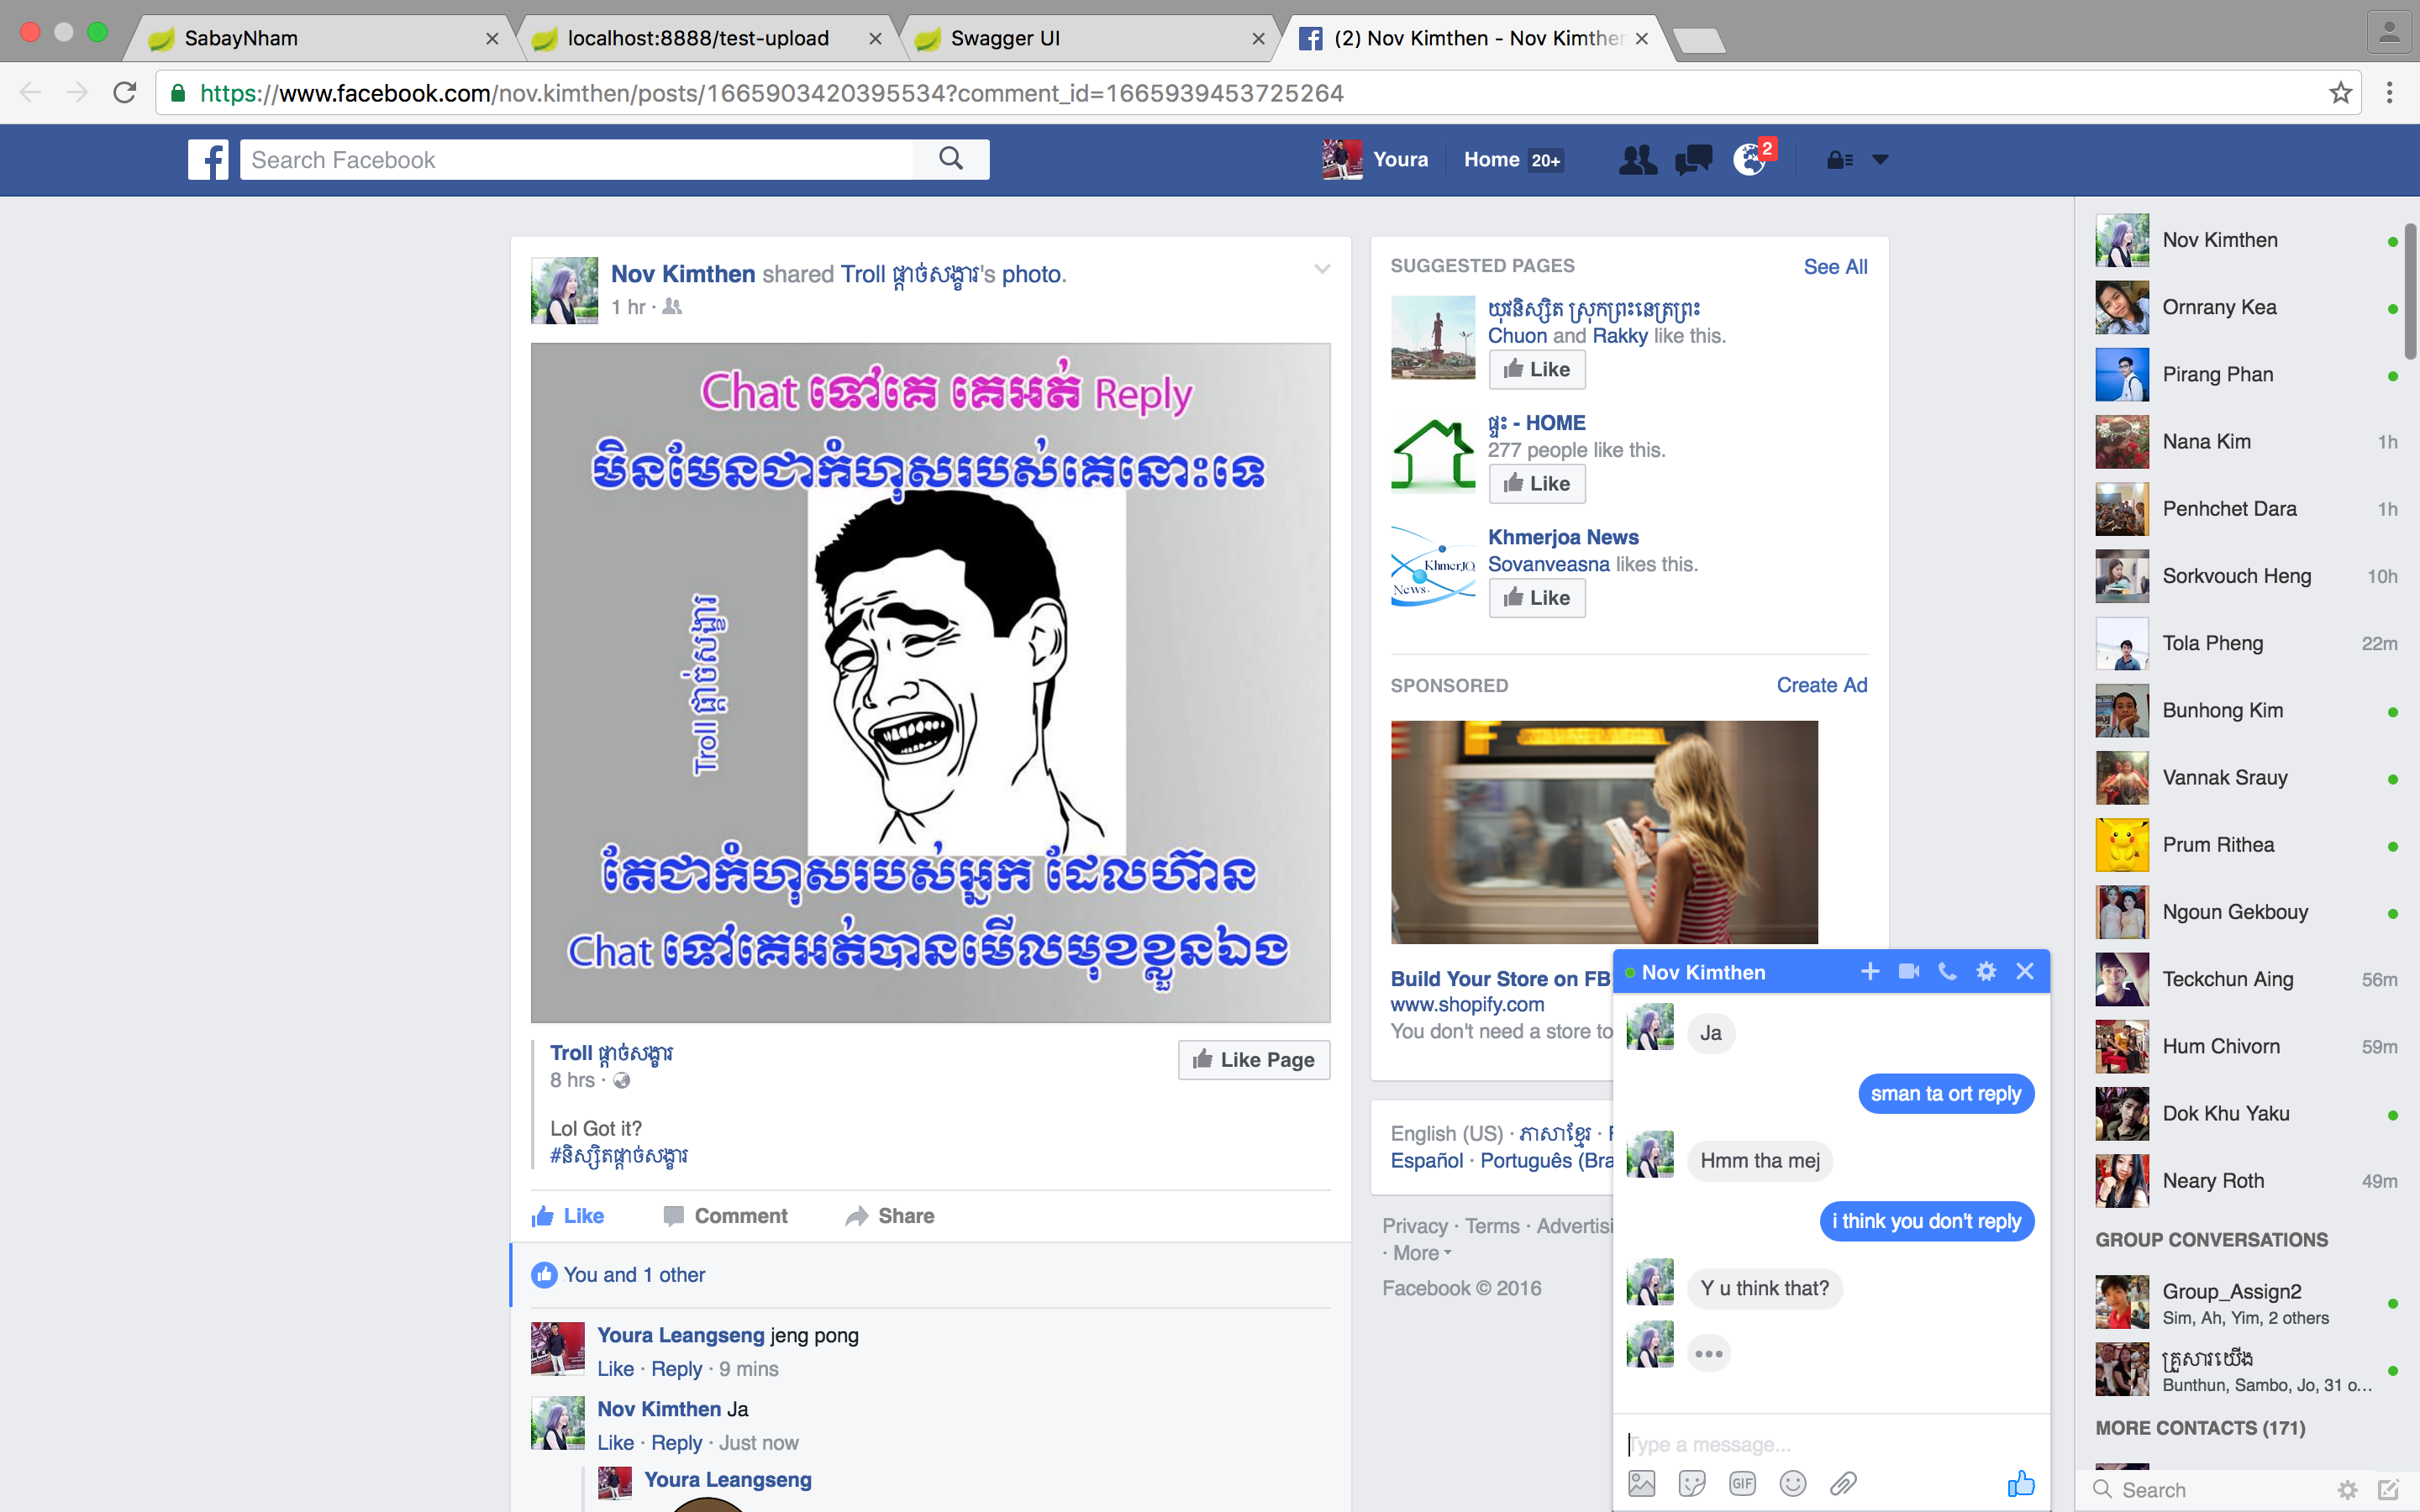 SabayNham
localhost:8888/test-upload
Swagger UI
(2) Nov Kimthen - Nov Kimther
https://www.facebook.com/nov.kimthen/posts/1665903420395534?comment_id=1665939453725264
Search Facebook
Youra
Home 20+
2
Nov Kimthen shared Troll ផ្តាច់សង្ខារ's photo.
1 hr ·
Chat ទៅគេ គេអត់ Reply
មិនមែនជាកំហុសរបស់គេនោះទេ
Troll ផ្តាច់សង្ខារ
តែជាកំហុសរបស់អ្នក ដែលហ៊ាន
Chat ទៅគេអត់បានមើលមុខខ្លួនឯង
Troll ផ្តាច់សង្ខារ
8 hrs ·
Like Page
Lol Got it?
#និស្សិតផ្តាច់សង្ខារ
Like Comment Share
You and 1 other
Youra Leangseng jeng pong
Like · Reply · 9 mins
Nov Kimthen Ja
Like · Reply · Just now
Youra Leangseng
SUGGESTED PAGES See All
យុវនិស្សិត ស្រុកព្រះនេត្រព្រះ
Chuon and Rakky like this.
Like
ផ្ទះ - HOME
277 people like this.
Like
Khmerjoa News
Sovanveasna likes this.
KhmerJO
News.
Like
SPONSORED Create Ad
Build Your Store on FB
www.shopify.com
You don't need a store to
English (US) · ភាសាខ្មែរ · F
Español · Português (Bra
Privacy · Terms · Advertisi
· More
Facebook © 2016
Nov Kimthen
Ja
sman ta ort reply
Hmm tha mej
i think you don't reply
Y u think that?
Type a message...
GIF
Nov Kimthen
Ornrany Kea
Pirang Phan
Nana Kim 1h
Penhchet Dara 1h
Sorkvouch Heng 10h
Tola Pheng 22m
Bunhong Kim
Vannak Srauy
Prum Rithea
Ngoun Gekbouy
Teckchun Aing 56m
Hum Chivorn 59m
Dok Khu Yaku
Neary Roth 49m
GROUP CONVERSATIONS
Group_Assign2
Sim, Ah, Yim, 2 others
គ្រួសារយើង
Bunthun, Sambo, Jo, 31 o...
MORE CONTACTS (171)
Search